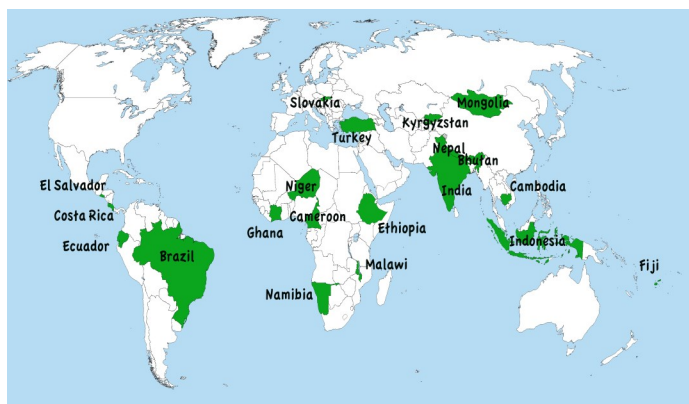 Slovakia
Mongolia
Kyrgyzstan
Turkey
Nepal
Bhutan
El Salvador
Niger
India
Cambodia
Costa Rica
Cameroon
Ghana
Ethiopia
Ecuador
Brazil
Indonesia
Malawi
Fiji
Namibia